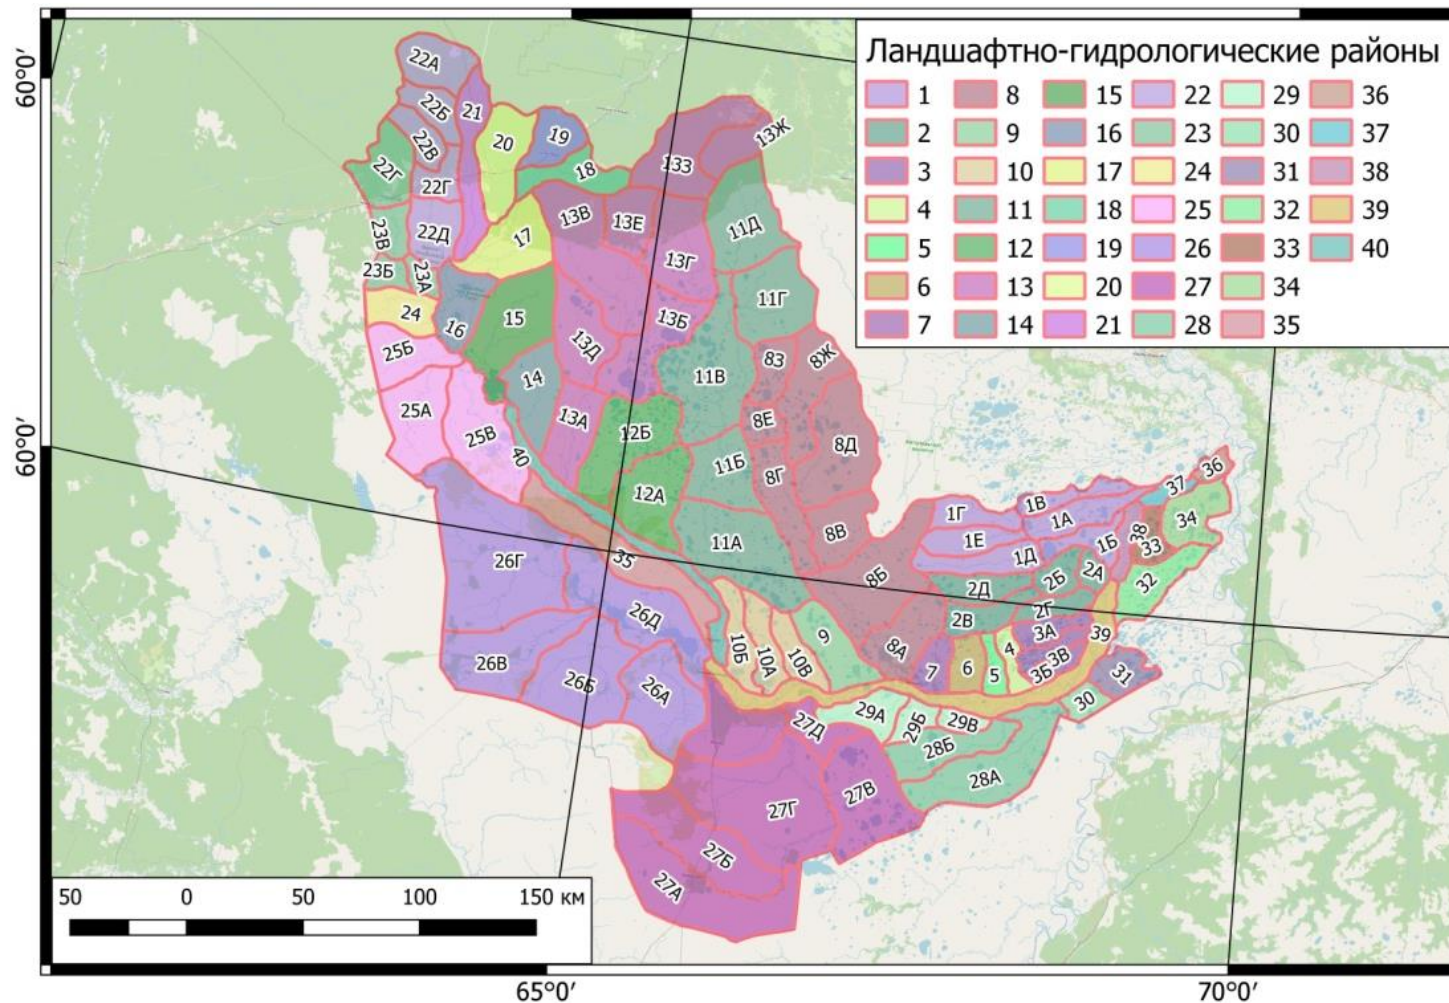 Ландшафтно-гидрологические районы
1 8 15 22 29 36
2 9 16 23 30 37
3 10 17 24 31 38
4 11 18 25 32 39
5 12 19 26 33 40
6 13 20 27 34
7 14 21 28 35
60°0′
60°0′
22А
22Б
21
22В
20
19
13Ж
13З
22Г
18
22Г
13В
13Е
11Д
23В
22Д
17
13Г
23Б
23А
11Г
24
16
15
13Б
25Б
13Д
8З
8Ж
14
11В
25А
13А
8Е
25В
12Б
8Д
40
11Б
8Г
12А
36
37
1Г
1В
1А
34
8В
11А
1Е
38
1Б
33
26Г
35
1Д
8Б
2Д
2Б
2А
32
26Д
2В
2Г
9
3А
39
4
10Б
10А
10В
8А
7
6
5
3Б
3В
26В
26Б
26А
31
30
27Д
29А
29Б
29В
28Б
28А
27В
27Г
27Б
27А
50 0 50 100 150 км
65°0′
70°0′